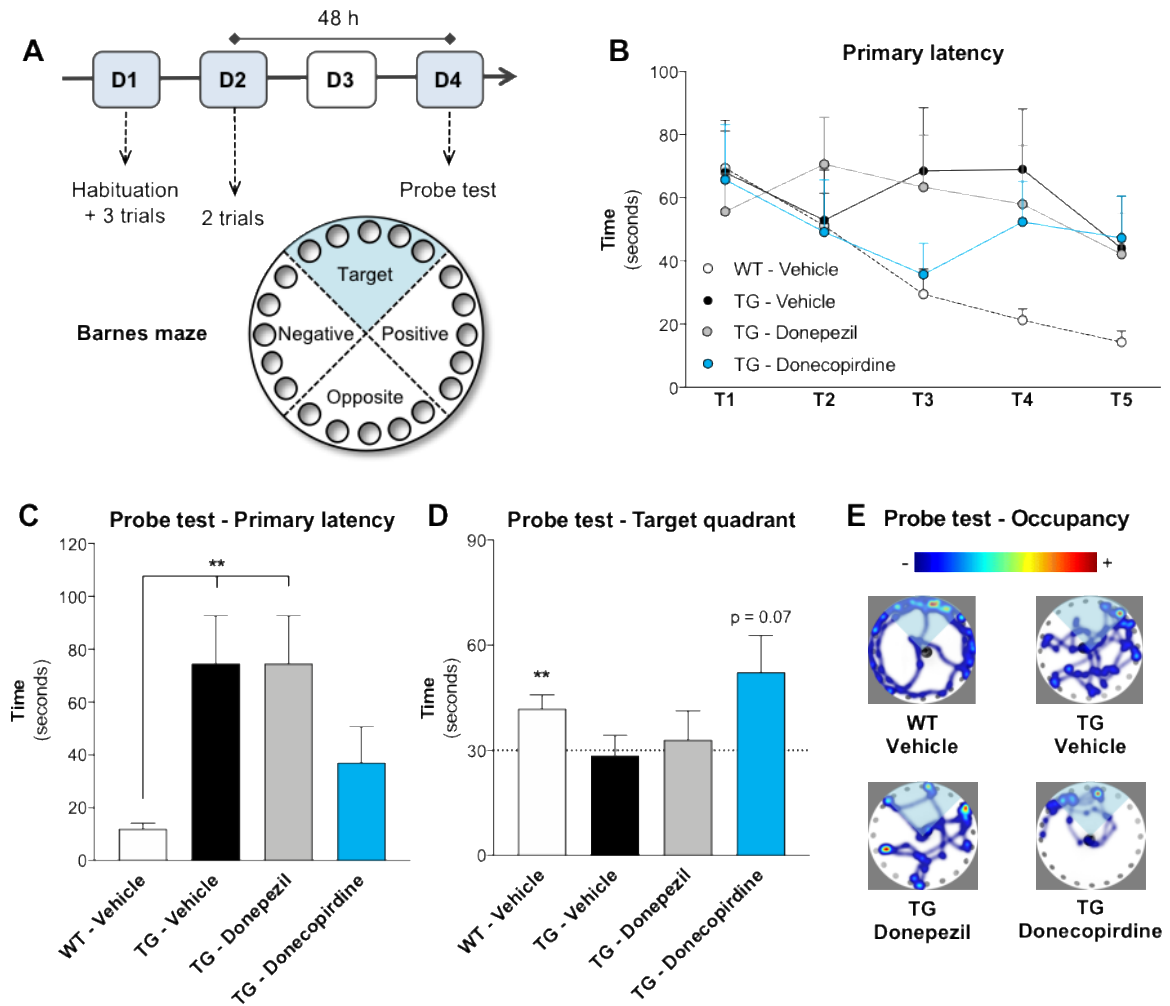 A
48 h
D1
D2
D3
D4
Habituation
+ 3 trials
2 trials
Probe test
Barnes maze
Target
Negative
Positive
Opposite
B
Primary latency
Time
(seconds)
100
80
60
40
20
0
WT - Vehicle
TG - Vehicle
TG - Donepezil
TG - Donecopirdine
T1
T2
T3
T4
T5
C
Probe test - Primary latency
Time
(seconds)
120
100
80
60
40
20
0
**
WT - Vehicle
TG - Vehicle
TG - Donepezil
TG - Donecopirdine
D
Probe test - Target quadrant
Time
(seconds)
90
60
30
0
**
p = 0.07
WT - Vehicle
TG - Vehicle
TG - Donepezil
TG - Donecopirdine
E
Probe test - Occupancy
- +
WT
Vehicle
TG
Vehicle
TG
Donepezil
TG
Donecopirdine